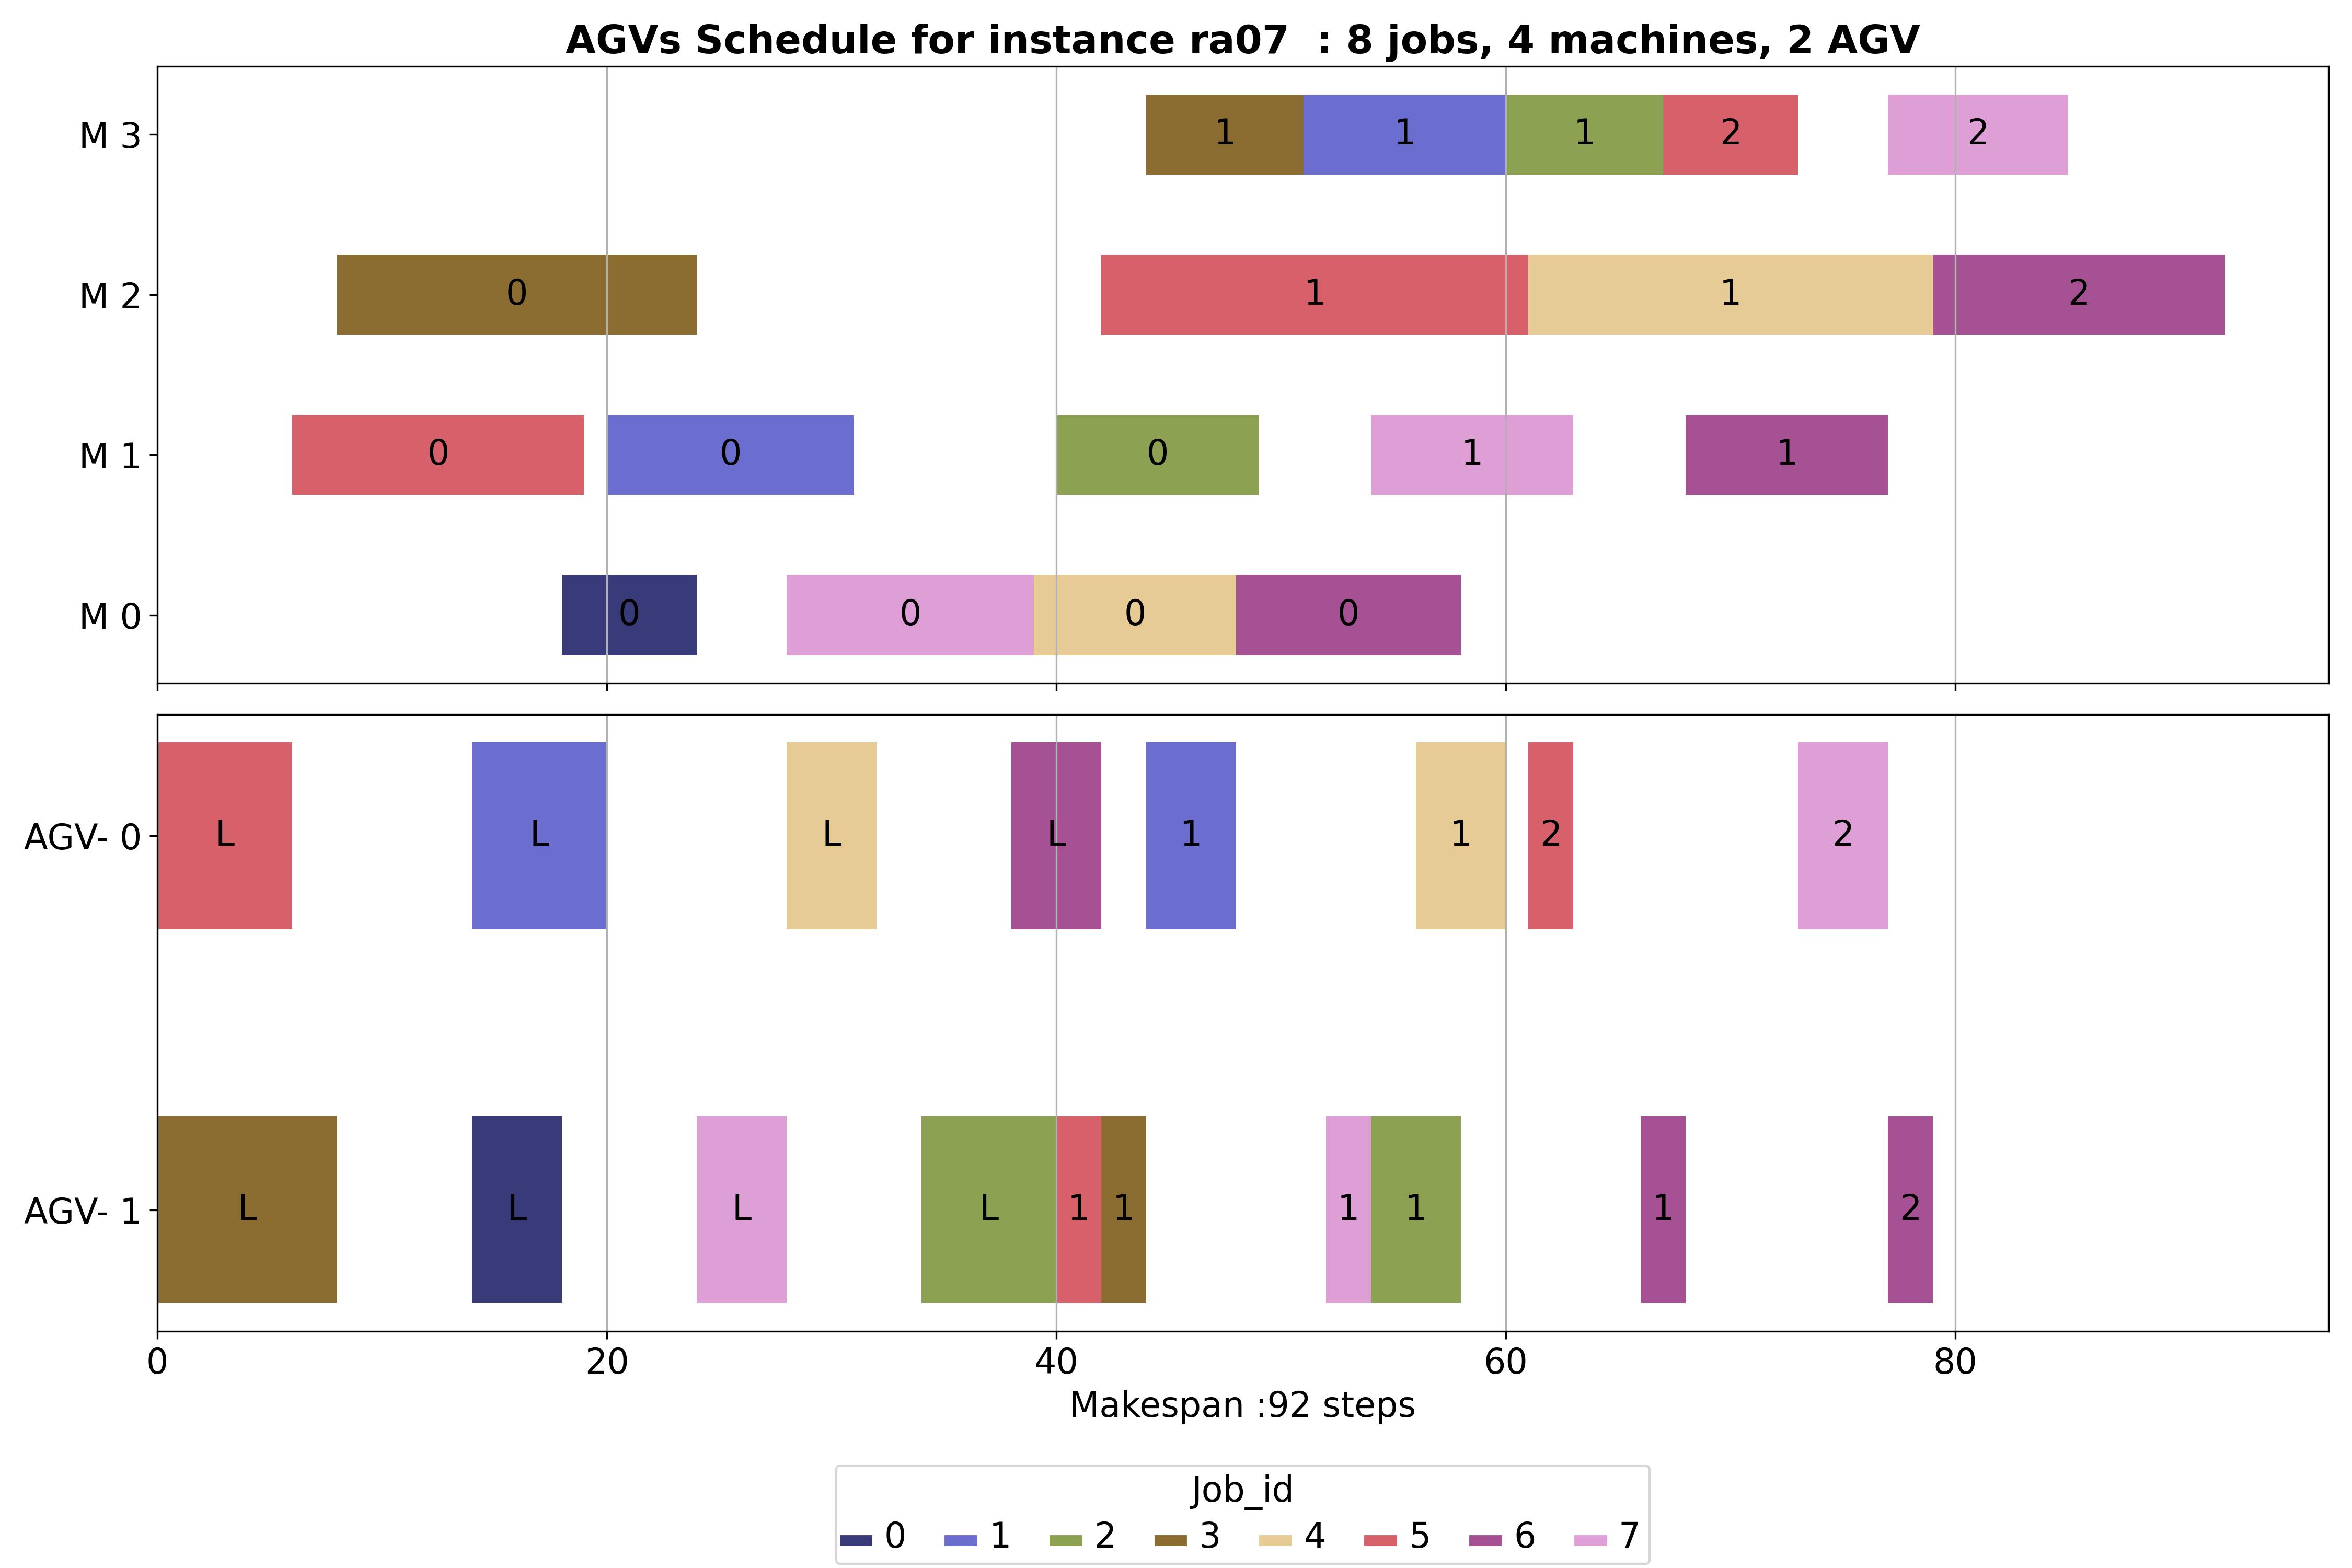 AGVs Schedule for instance ra07  : 8 jobs, 4 machines, 2 AGV
M 3 1 1 1 2 2
M 2 0 1 1 2
M 1 0 0 0 1 1
M 0 0 0 0 0
AGV- 0 L L L L 1 1 2 2
AGV- 1 L L L L 1 1 1 1 1 2
0 20 40 60 80
Makespan :92 steps
Job_id
0 1 2 3 4 5 6 7